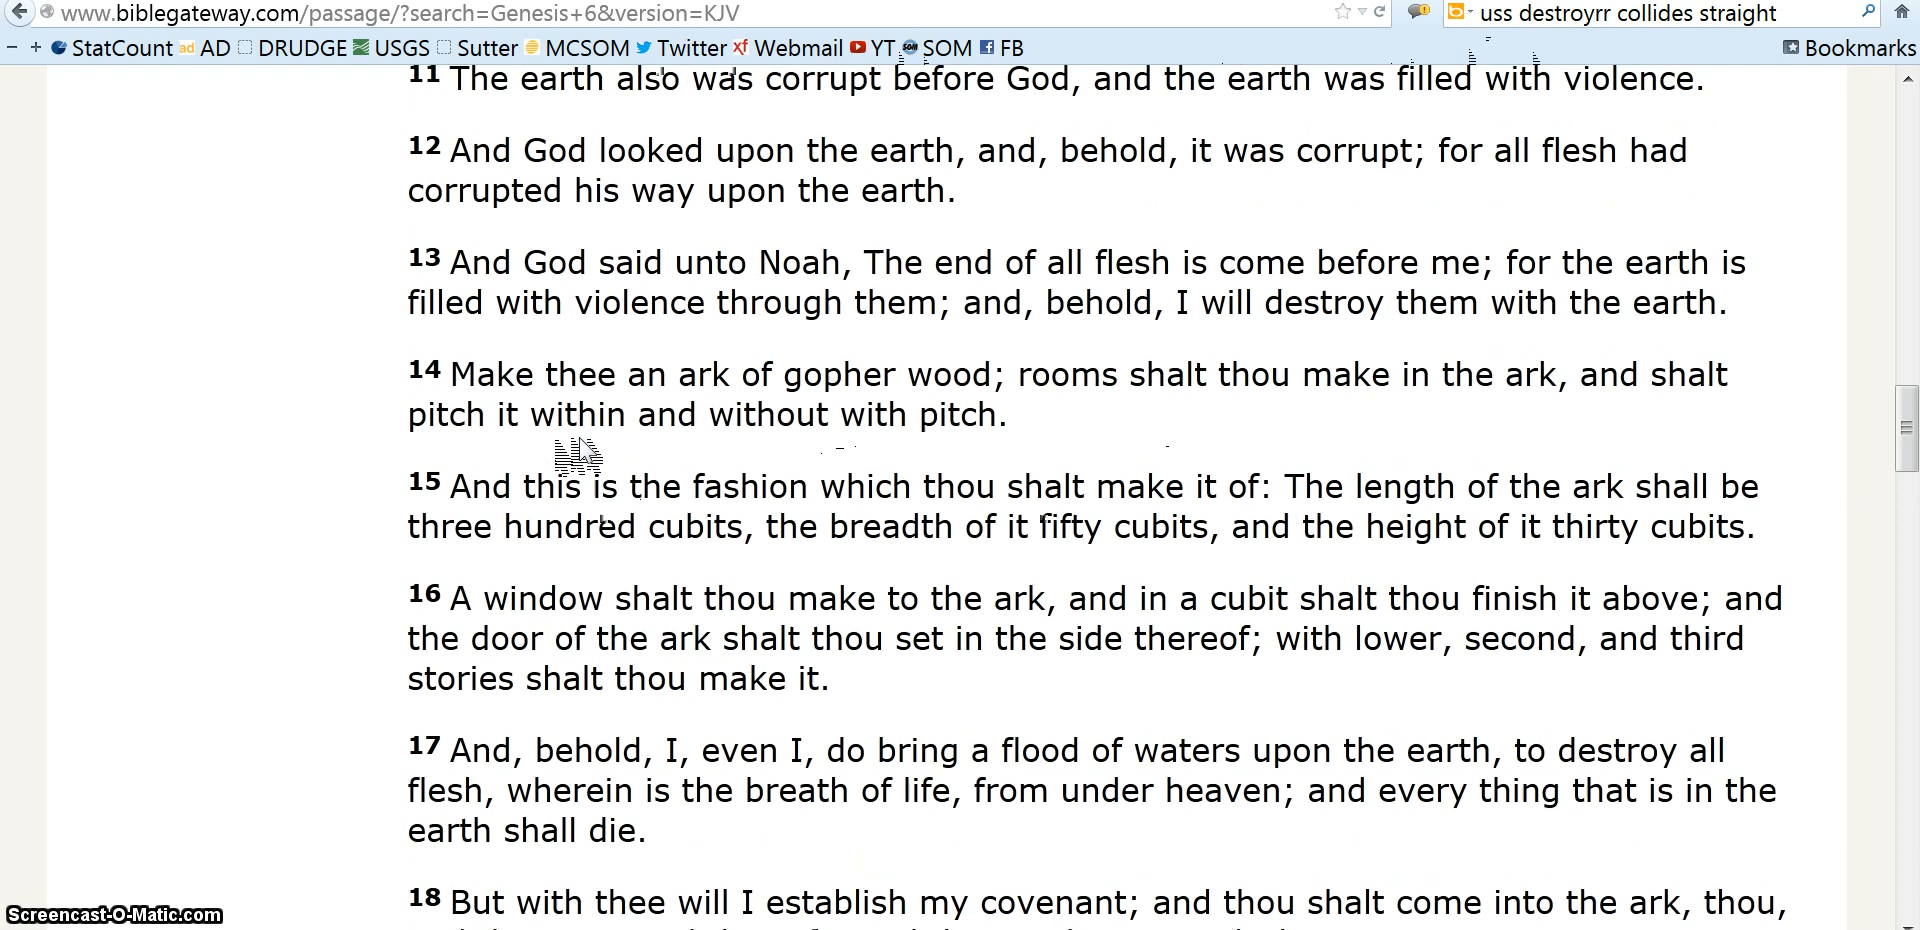 www.biblegateway.com/passage/?search=Genesis+6&version=KJV
uss destroyrr collides straight
StatCount AD DRUDGE USGS Sutter MCSOM Twitter Webmail YT SOM FB Bookmarks
11 The earth also was corrupt before God, and the earth was filled with violence.
12 And God looked upon the earth, and, behold, it was corrupt; for all flesh had
corrupted his way upon the earth.
13 And God said unto Noah, The end of all flesh is come before me; for the earth is
filled with violence through them; and, behold, I will destroy them with the earth.
14 Make thee an ark of gopher wood; rooms shalt thou make in the ark, and shalt
pitch it within and without with pitch.
15 And this is the fashion which thou shalt make it of: The length of the ark shall be
three hundred cubits, the breadth of it fifty cubits, and the height of it thirty cubits.
16 A window shalt thou make to the ark, and in a cubit shalt thou finish it above; and
the door of the ark shalt thou set in the side thereof; with lower, second, and third
stories shalt thou make it.
17 And, behold, I, even I, do bring a flood of waters upon the earth, to destroy all
flesh, wherein is the breath of life, from under heaven; and every thing that is in the
earth shall die.
18 But with thee will I establish my covenant; and thou shalt come into the ark, thou,
Screencast-O-Matic.com